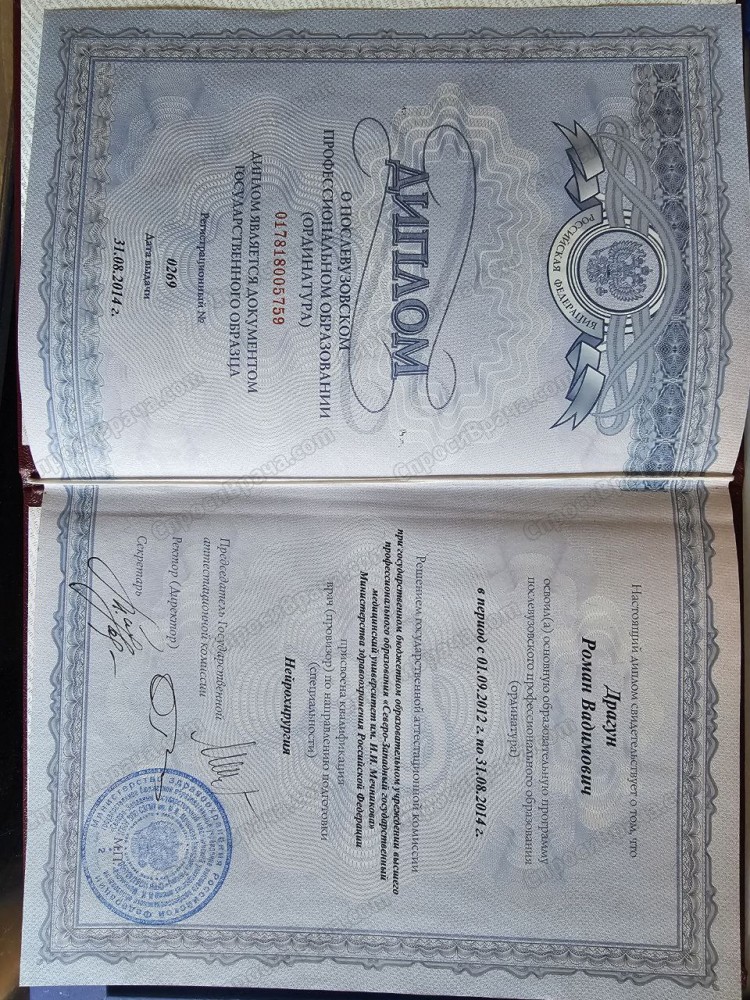 РОССИЙСКАЯ ФЕДЕРАЦИЯ
ДИПЛОМ
О ПОСЛЕВУЗОВСКОМ
ПРОФЕССИОНАЛЬНОМ ОБРАЗОВАНИИ
(ОРДИНАТУРА)
017818005759
ДИПЛОМ ЯВЛЯЕТСЯ ДОКУМЕНТОМ
ГОСУДАРСТВЕННОГО ОБРАЗЦА
Регистрационный №
0269
Дата выдачи
31.08.2014 г.
Настоящий диплом свидетельствует о том, что
Драгун
Роман Вадимович
освоил(а) основную образовательную программу
послевузовского профессионального образования
(ординатура)
в период с 01.09.2012 г. по 31.08.2014 г.
Решением государственной аттестационной комиссии
при государственном бюджетном образовательном учреждении высшего
профессионального образования «Северо-Западный государственный
медицинский университет им. И.И. Мечникова»
Министерства здравоохранения Российской Федерации
присвоена квалификация
врач (провизор) по направлению подготовки
(специальности)
Нейрохирургия
Председатель Государственной
аттестационной комиссии
Ректор (Директор)
Секретарь
М.П.
Министерство здравоохранения Российской Федерации
СпросиВрача.com